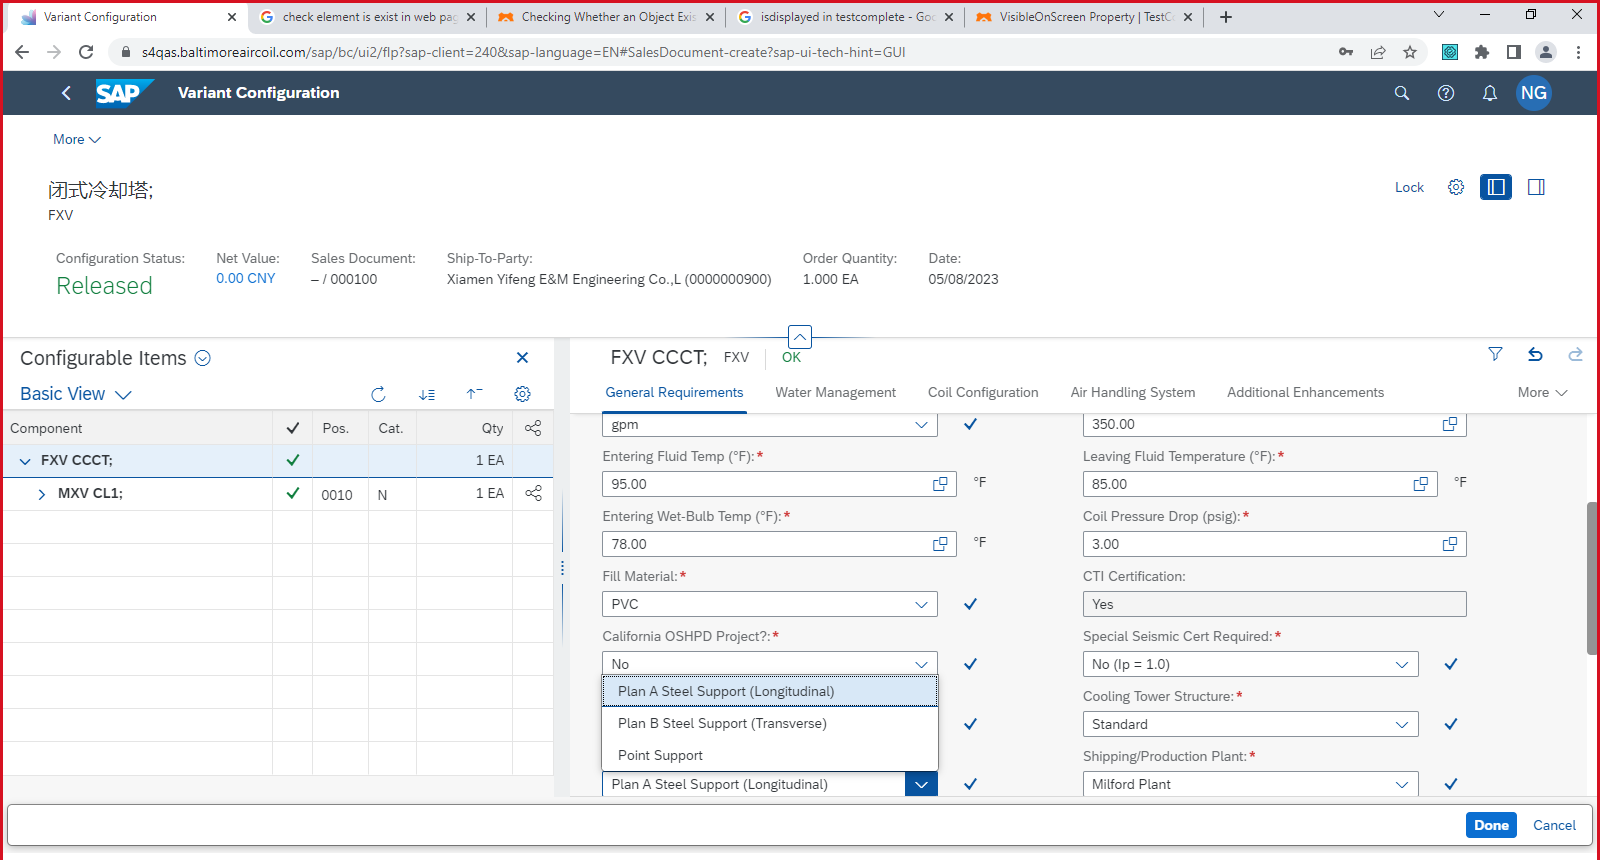 Variant Configuration
check element is exist in web pag
Checking Whether an Object Exis
isdisplayed in testcomplete - Goo
VisibleOnScreen Property | TestCo
s4qas.baltimoreaircoil.com/sap/bc/ui2/flp?sap-client=240&sap-language=EN#SalesDocument-create?sap-ui-tech-hint=GUI
SAP
Variant Configuration
NG
More
闭式冷却塔;
FXV
Lock
Configuration Status:
Released
Net Value:
0.00 CNY
Sales Document:
– / 000100
Ship-To-Party:
Xiamen Yifeng E&M Engineering Co.,L (0000000900)
Order Quantity:
1.000 EA
Date:
05/08/2023
Configurable Items
Basic View
Component Pos. Cat. Qty
FXV CCCT; 1 EA
MXV CL1; 0010 N 1 EA
FXV CCCT; FXV OK
General Requirements Water Management Coil Configuration Air Handling System Additional Enhancements More
gpm
350.00
Entering Fluid Temp (°F):*
Leaving Fluid Temperature (°F):*
95.00 °F
85.00 °F
Entering Wet-Bulb Temp (°F):*
Coil Pressure Drop (psig):*
78.00 °F
3.00
Fill Material:*
CTI Certification:
PVC
Yes
California OSHPD Project?:*
Special Seismic Cert Required:*
No
No (Ip = 1.0)
Plan A Steel Support (Longitudinal)
Cooling Tower Structure:*
Plan B Steel Support (Transverse)
Standard
Point Support
Shipping/Production Plant:*
Plan A Steel Support (Longitudinal)
Milford Plant
Done Cancel